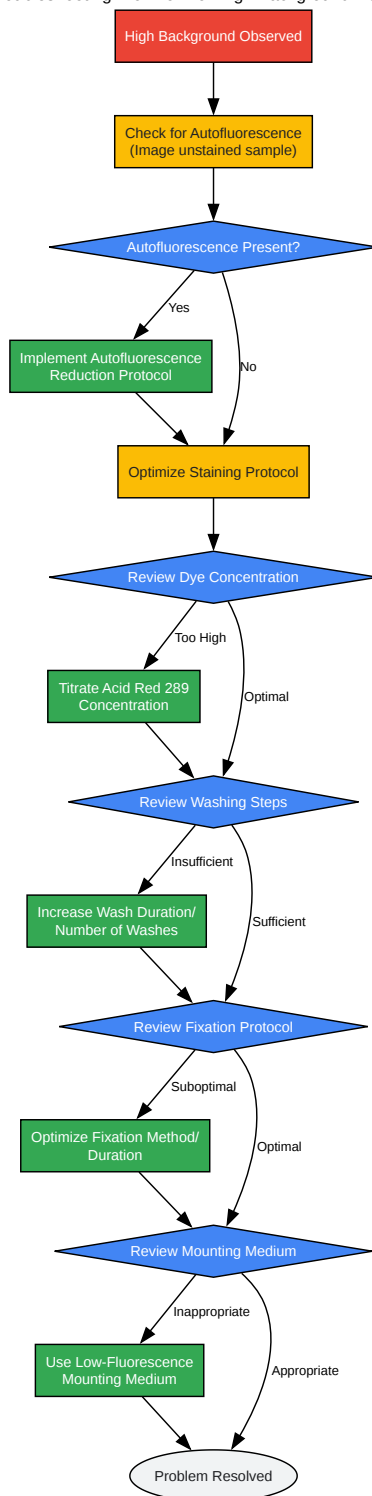 High Background Observed
Check for Autofluorescence
(Image unstained sample)
Autofluorescence Present?
Yes
Implement Autofluorescence
Reduction Protocol
No
Optimize Staining Protocol
Review Dye Concentration
Too High
Titrate Acid Red 289
Concentration
Optimal
Review Washing Steps
Insufficient
Increase Wash Duration/
Number of Washes
Sufficient
Review Fixation Protocol
Suboptimal
Optimize Fixation Method/
Duration
Optimal
Review Mounting Medium
Inappropriate
Use Low-Fluorescence
Mounting Medium
Appropriate
Problem Resolved